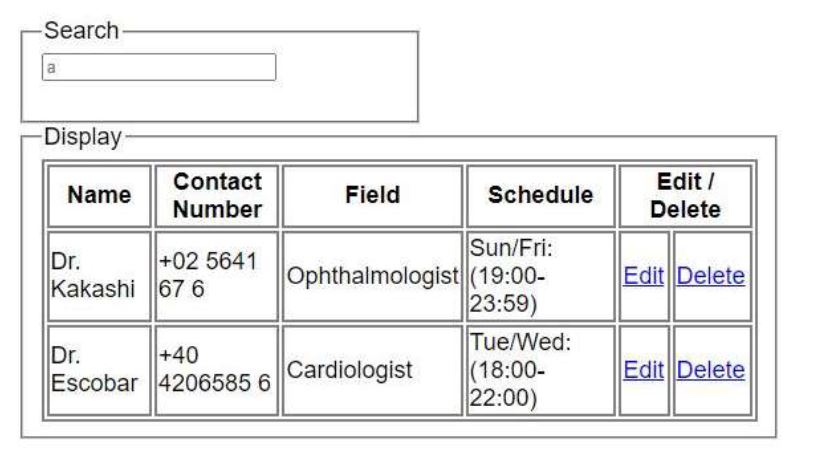 Search
a
Display
Name Contact Number Field Schedule Edit / Delete
Dr. Kakashi +02 5641 67 6 Ophthalmologist Sun/Fri: (19:00-23:59) Edit Delete
Dr. Escobar +40 4206585 6 Cardiologist Tue/Wed: (18:00-22:00) Edit Delete